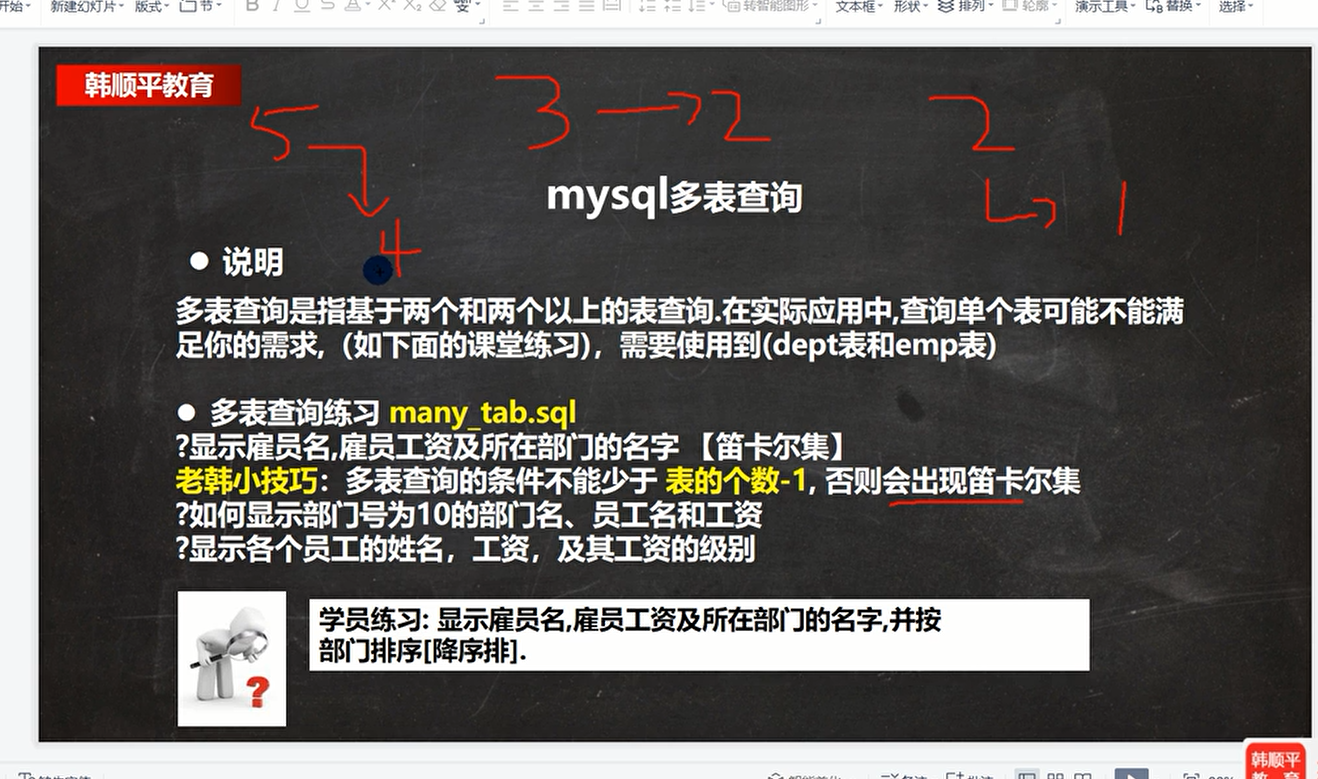 新建幻灯片 版式 节 B I U S A X² X₂ 变 转智能图形 文本框 形状 排列 轮廓 演示工具 替换 选择
韩顺平教育
5 3 → 2 2
→ 4 → 1
mysql多表查询
● 说明
多表查询是指基于两个和两个以上的表查询.在实际应用中,查询单个表可能不能满
足你的需求,（如下面的课堂练习），需要使用到(dept表和emp表)
● 多表查询练习 many_tab.sql
?显示雇员名,雇员工资及所在部门的名字 【笛卡尔集】
老韩小技巧：多表查询的条件不能少于 表的个数-1, 否则会出现笛卡尔集
?如何显示部门号为10的部门名、员工名和工资
?显示各个员工的姓名，工资，及其工资的级别
?
学员练习: 显示雇员名,雇员工资及所在部门的名字,并按
部门排序[降序排].
韩顺平